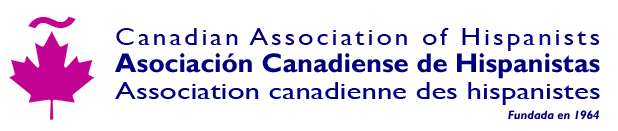 Canadian Association of Hispanists
Asociación Canadiense de Hispanistas
Association canadienne des hispanistes
Fundada en 1964